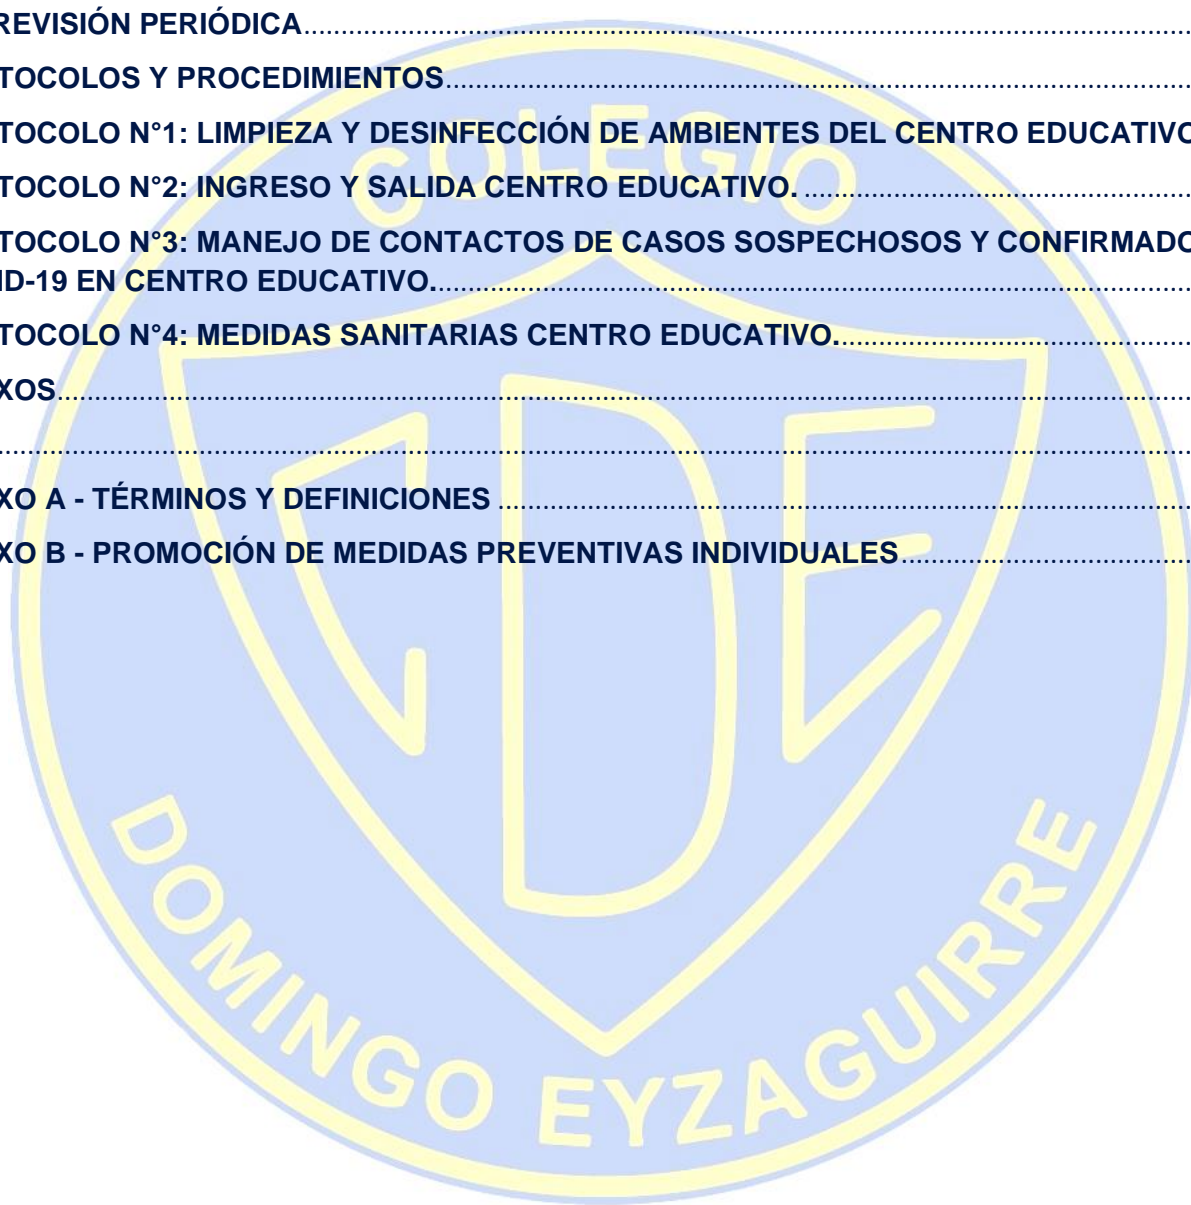 REVISIÓN PERIÓDICA
TOCOLOS Y PROCEDIMIENTOS
TOCOLO N°1: LIMPIEZA Y DESINFECCIÓN DE AMBIENTES DEL CENTRO EDUCATIVO
TOCOLO N°2: INGRESO Y SALIDA CENTRO EDUCATIVO.
TOCOLO N°3: MANEJO DE CONTACTOS DE CASOS SOSPECHOSOS Y CONFIRMADO
ID-19 EN CENTRO EDUCATIVO.
TOCOLO N°4: MEDIDAS SANITARIAS CENTRO EDUCATIVO.
XOS
XO A - TÉRMINOS Y DEFINICIONES
XO B - PROMOCIÓN DE MEDIDAS PREVENTIVAS INDIVIDUALES
COLEGIO
CDE
DOMINGO EYZAGUIRRE